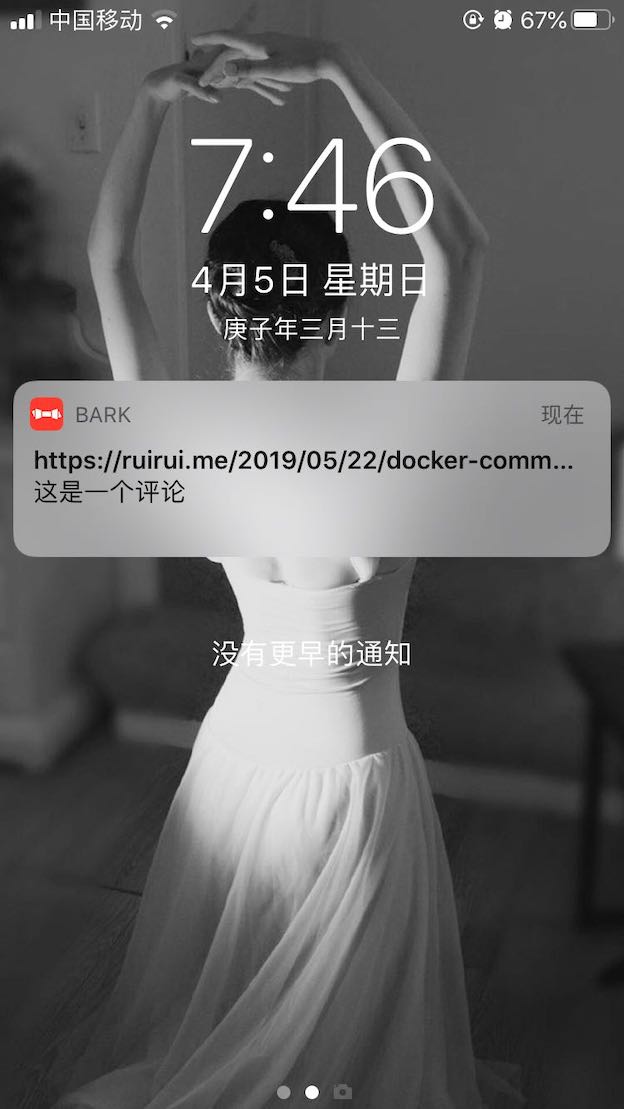 中国移动
67%
7:46
4月5日 星期日
庚子年三月十三
BARK
现在
https://ruirui.me/2019/05/22/docker-comm...
这是一个评论
没有更早的通知